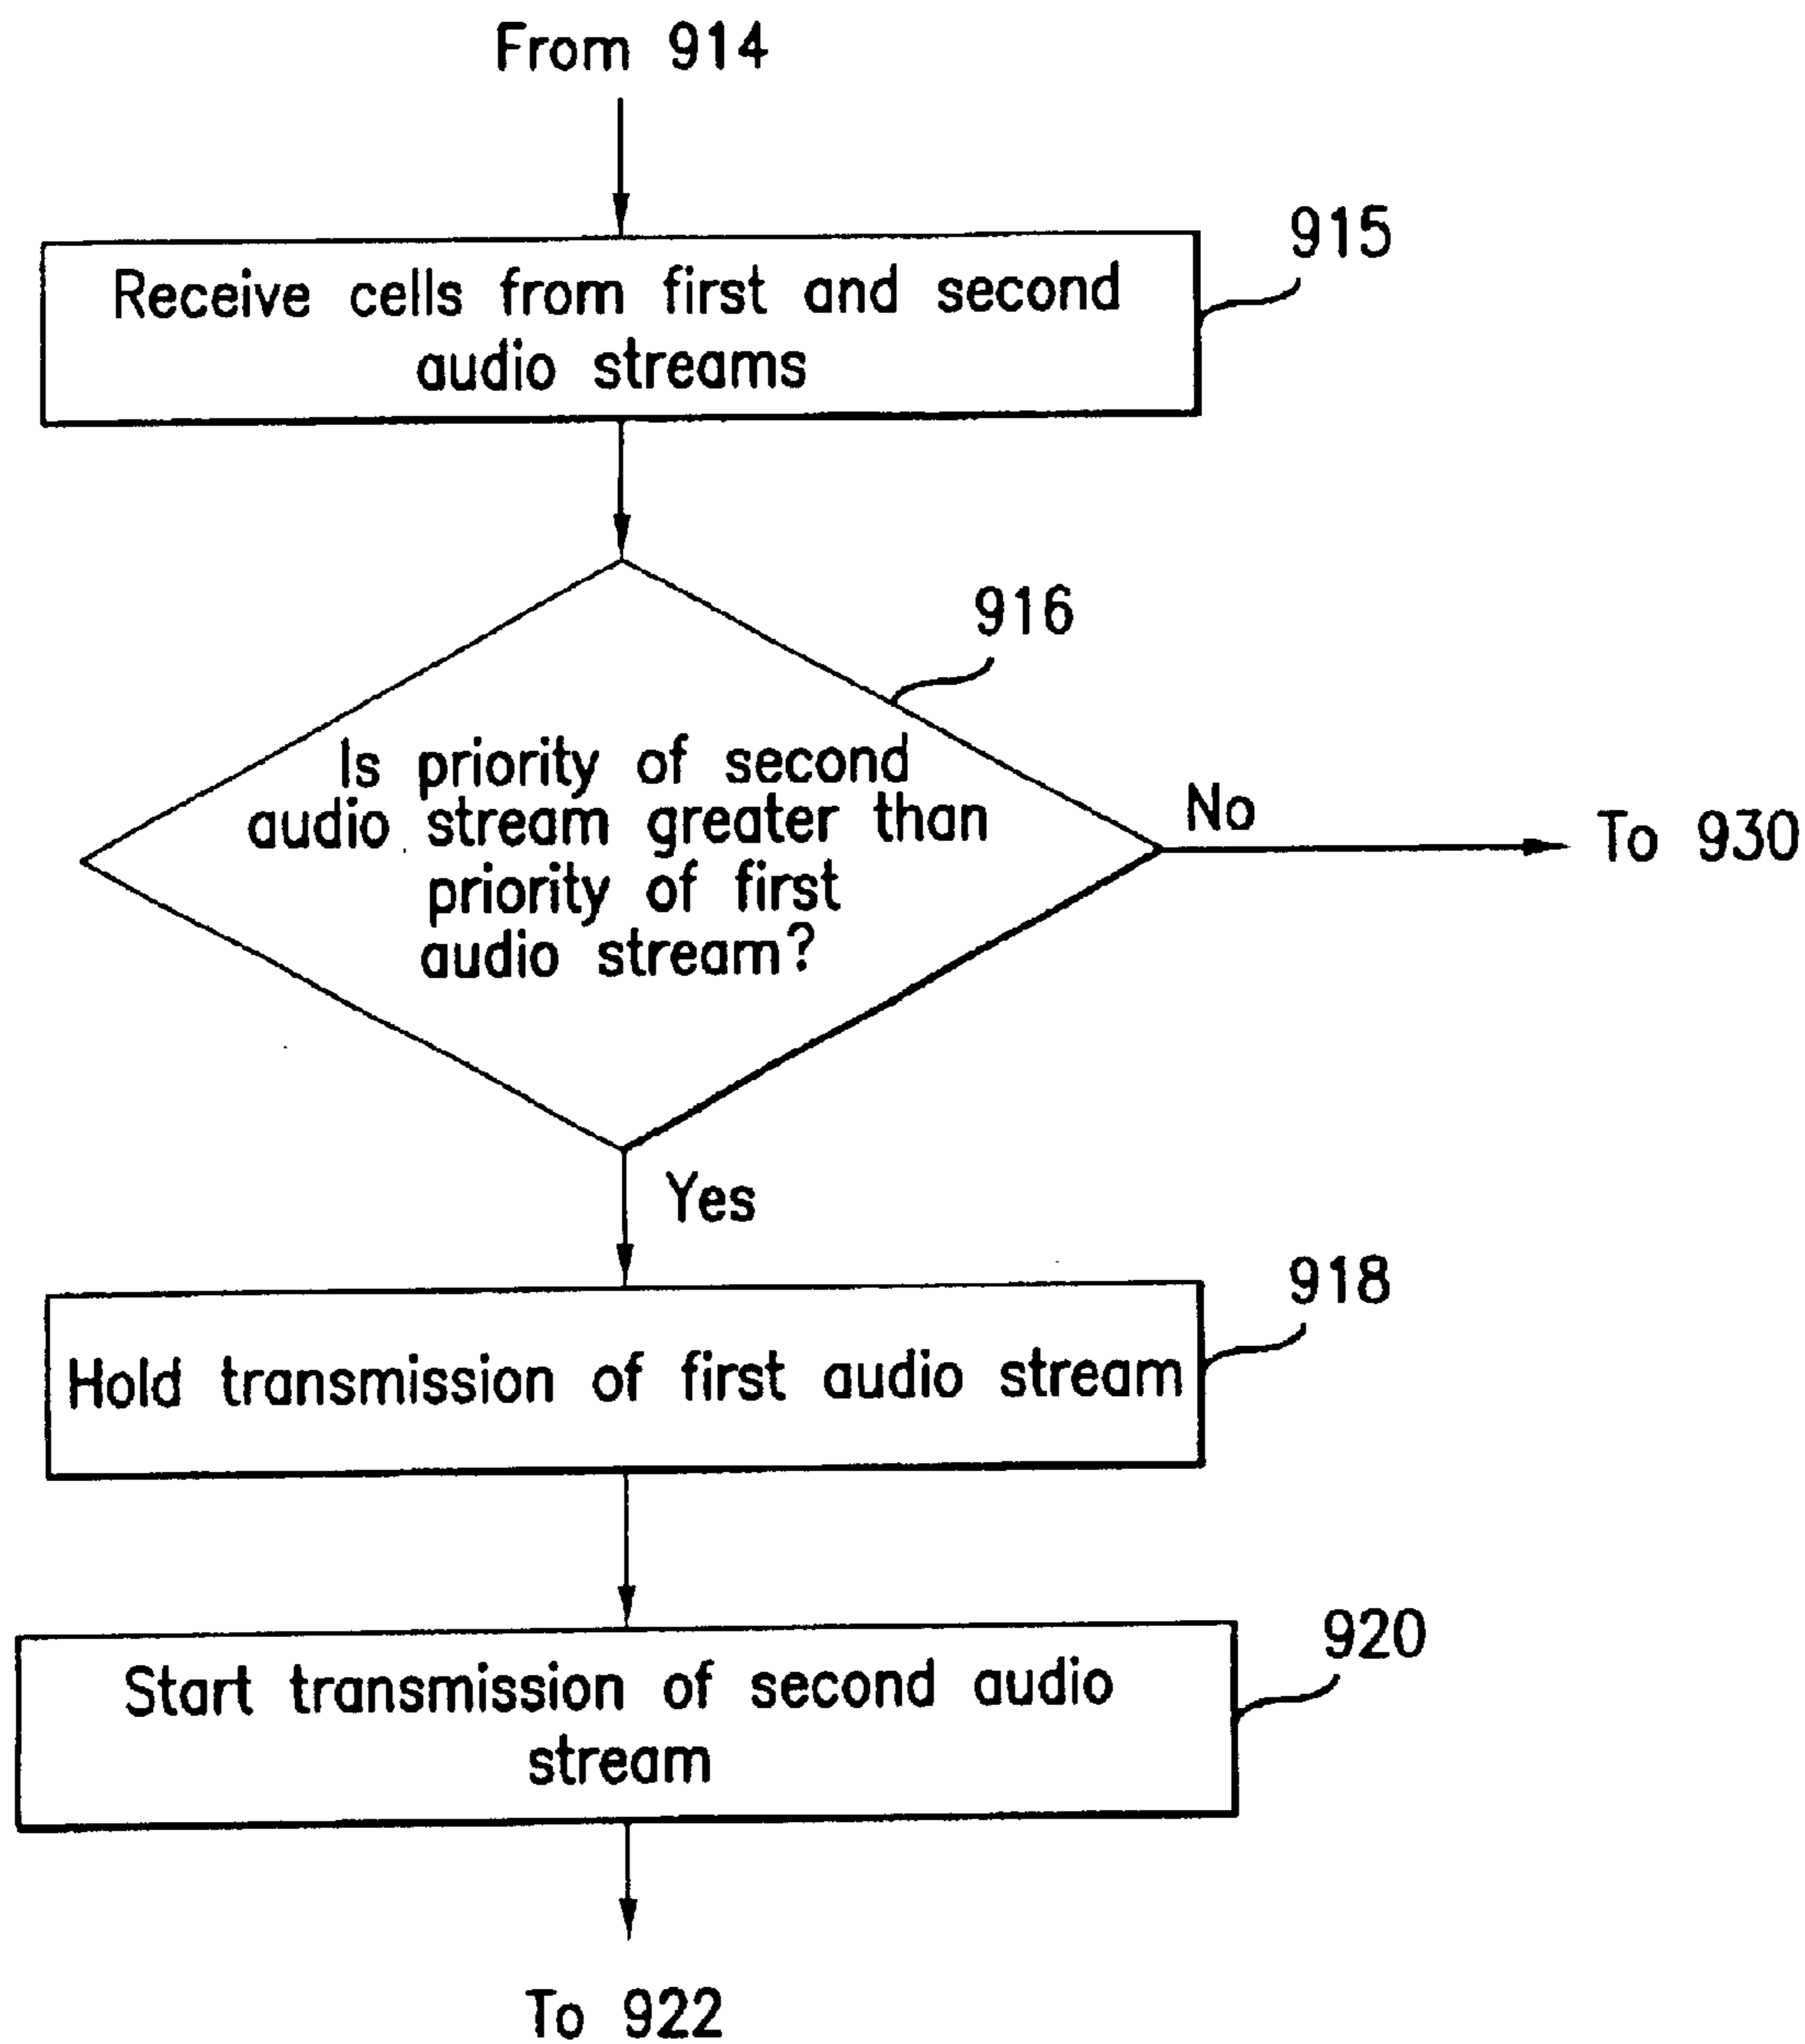 From 914
915
Receive cells from first and second
audio streams
916
Is priority of second
audio stream greater than
priority of first
audio stream?
No
To 930
Yes
918
Hold transmission of first audio stream
920
Start transmission of second audio
stream
To 922